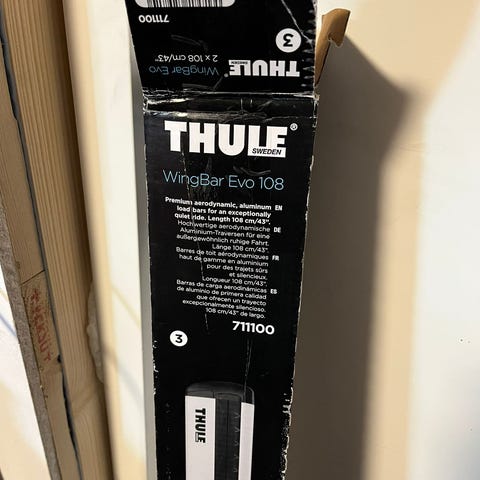 711100
WingBar Evo
2 x 108 cm/43"
THULE
SWEDEN
3
THULE®
SWEDEN
WingBar Evo 108
Premium aerodynamic, aluminum EN
load bars for an exceptionally
quiet ride. Length 108 cm/43".
Hochwertige aerodynamische DE
Aluminium-Traversen für eine
außergewöhnlich ruhige Fahrt.
Länge 108 cm/43".
Barres de toit aérodynamiques FR
haut de gamme en aluminium
pour des trajets sûrs
et silencieux.
Longueur 108 cm/43".
Barras de carga aerodinámicas ES
de aluminio de primera calidad
que ofrecen un trayecto
excepcionalmente silencioso.
108 cm/43" de largo.
711100
3
THULE